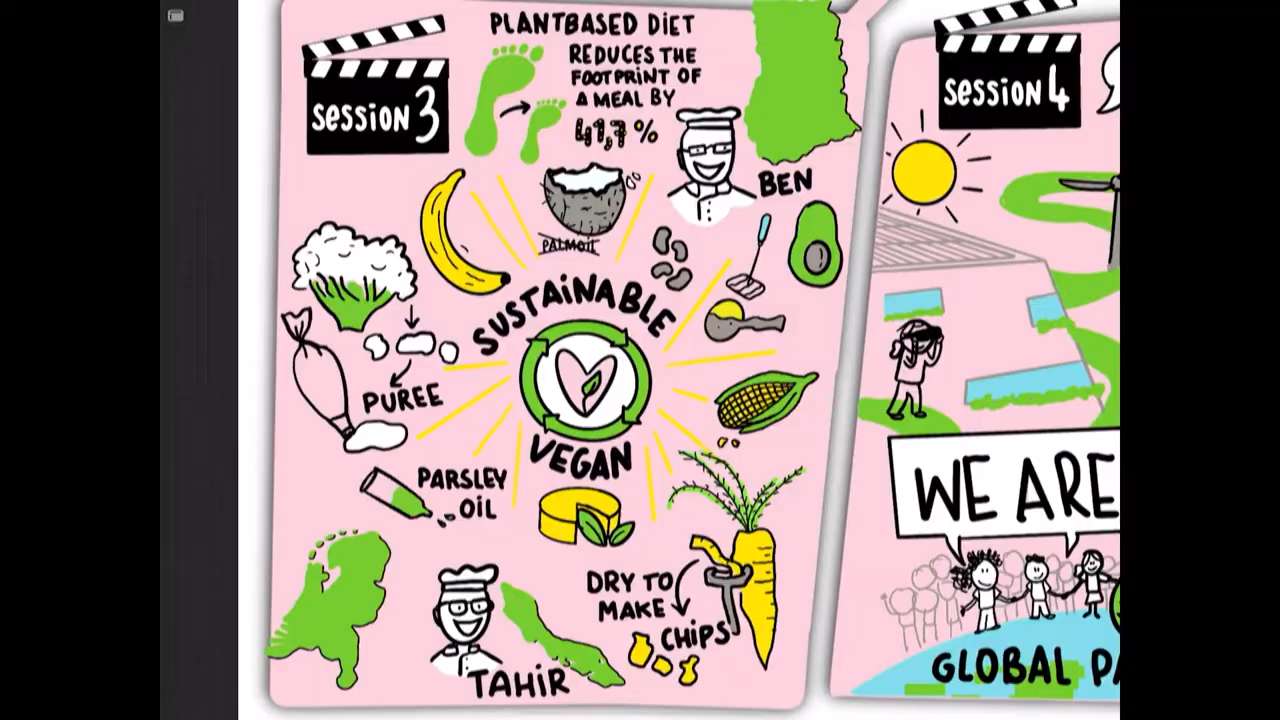 PLANTBASED DIET
REDUCES THE
FOOTPRINT OF
A MEAL BY
41,7 %
SESSION 3
BEN
PALMOIL
SUSTAINABLE
VEGAN
PUREE
PARSLEY
OIL
DRY TO
MAKE
CHIPS
TAHIR
SESSION 4
WE ARE
GLOBAL PA